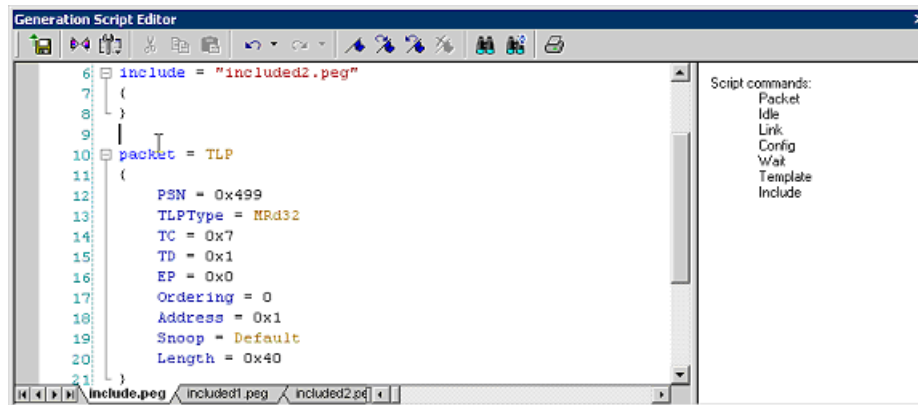 Generation Script Editor
6 include = "included2.peg"
7 {
8 }
9
10 packet = TLP
11 {
12 PSN = 0x499
13 TLPType = MRd32
14 TC = 0x7
15 TD = 0x1
16 EP = 0x0
17 Ordering = 0
18 Address = 0x1
19 Snoop = Default
20 Length = 0x40
21 }
include.peg included1.peg included2.pe
Script commands:
Packet
Idle
Link
Config
Wait
Template
Include